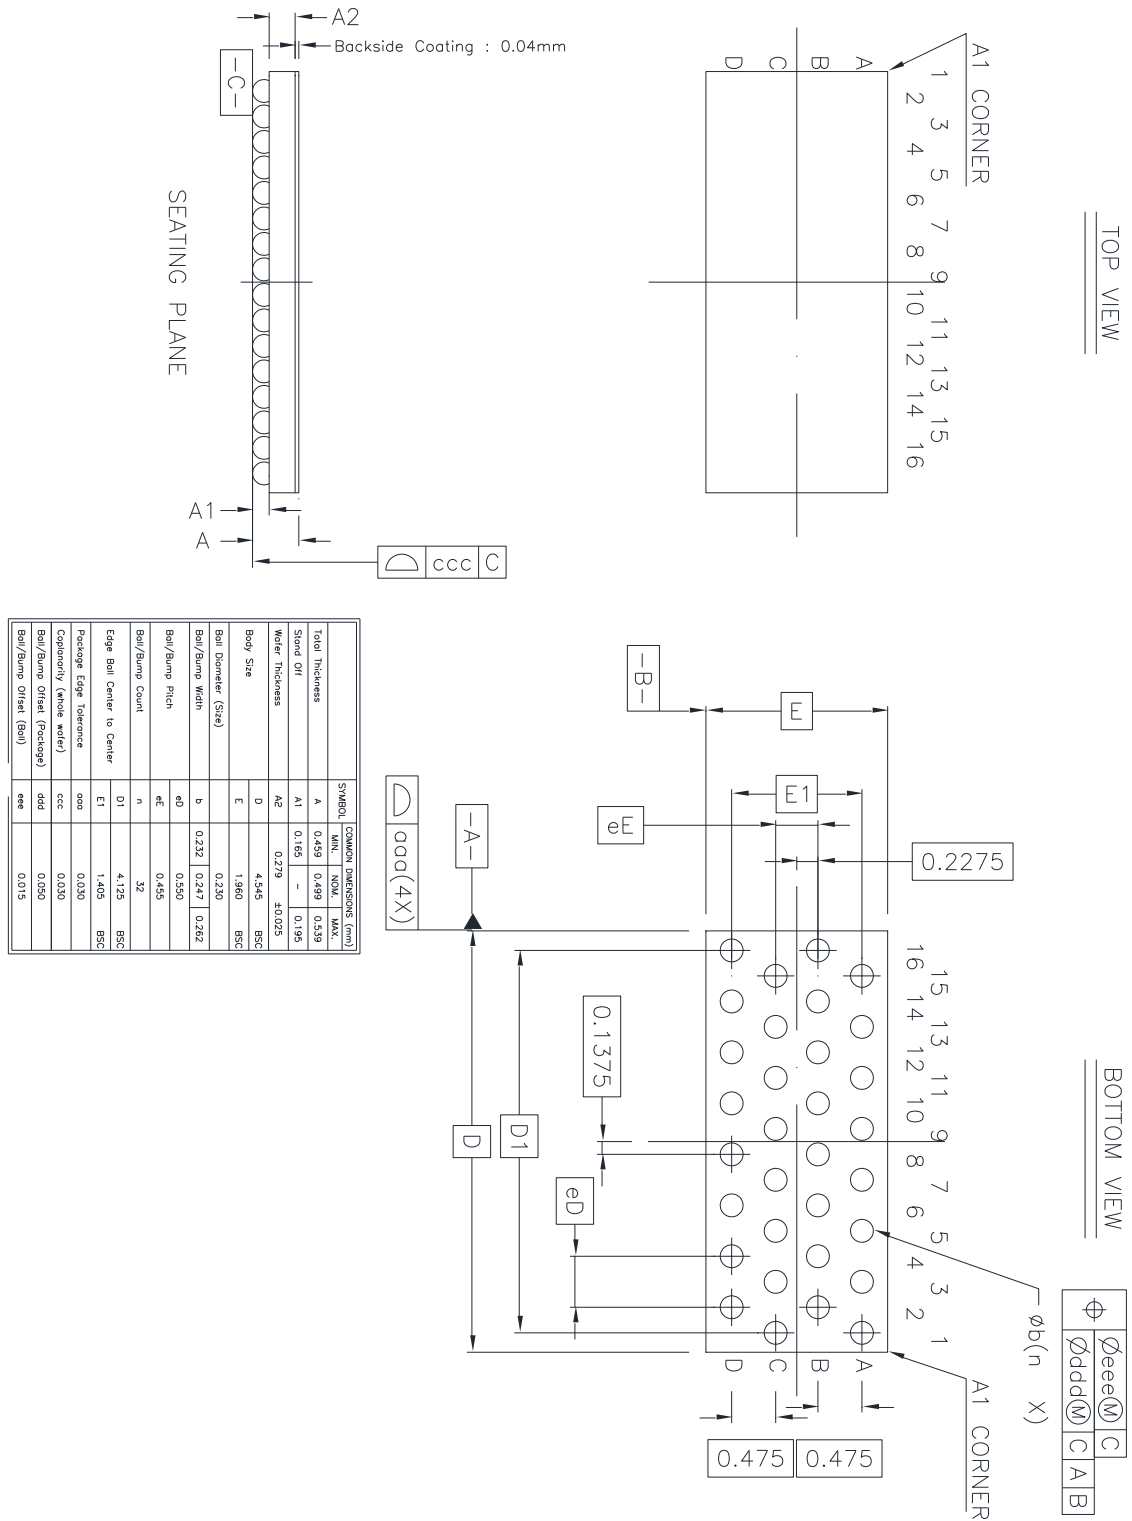 A2
Backside Coating : 0.04mm
-C-
SEATING PLANE
A1
A
ccc C
TOP VIEW
A1 CORNER
D C B A
1
2
3
4
5
6
7
8
9
10
11
12
13
14
15
16
BOTTOM VIEW
-B-
E
E1
eE
0.2275
-A-
aaa(4X)
D
D1
0.1375
eD
16
15
14
13
12
11
10
9
8
7
6
5
4
3
2
1
D C B A
0.475 0.475
A1 CORNER
Øb(n X)
Øeee Ⓜ C
Øddd Ⓜ C A B
SYMBOL COMMON DIMENSIONS (mm)
MIN. NOM. MAX.
Total Thickness A 0.459 0.499 0.539
Stand Off A1 0.165 - 0.195
Wafer Thickness A2 0.279 ±0.025
Body Size D 4.545 BSC
E 1.960 BSC
Ball Diameter (Size) 0.230
Ball/Bump Width b 0.232 0.247 0.262
Ball/Bump Pitch eD 0.550
eE 0.455
Ball/Bump Count n 32
Edge Ball Center to Center D1 4.125 BSC
E1 1.405 BSC
Package Edge Tolerance aaa 0.030
Coplanarity (whole wafer) ccc 0.030
Ball/Bump Offset (Package) ddd 0.050
Ball/Bump Offset (Ball) eee 0.015